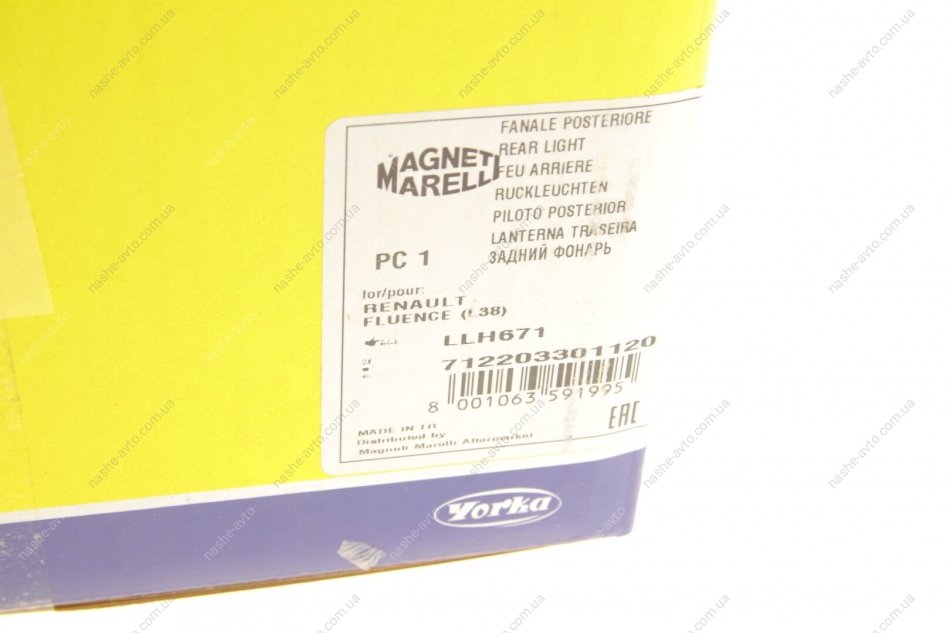 FANALE POSTERIORE
REAR LIGHT
FEU ARRIERE
RUCKLEUCHTEN
PILOTO POSTERIOR
LANTERNA TRASEIRA
ЗАДНИЙ ФОНАРЬ
MAGNETI
MARELLI
PC 1
for/pour:
RENAULT
FLUENCE (L38)
LLH671
712203301120
8 001063 591995
EAC
MADE IN TR
Distributed by
Magneti Marelli Aftermarket
Yorka
nashe-avto.com.ua